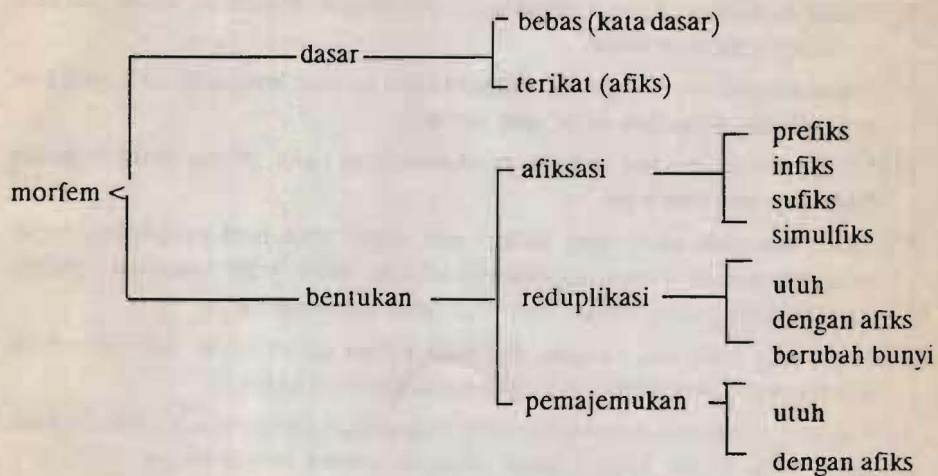 bebas (kata dasar)
dasar
terikat (afiks)
prefiks
afiksasi
infiks
morfem <
sufiks
simulfiks
bentukan
reduplikasi
utuh
dengan afiks
berubah bunyi
pemajemukan
utuh
dengan afiks